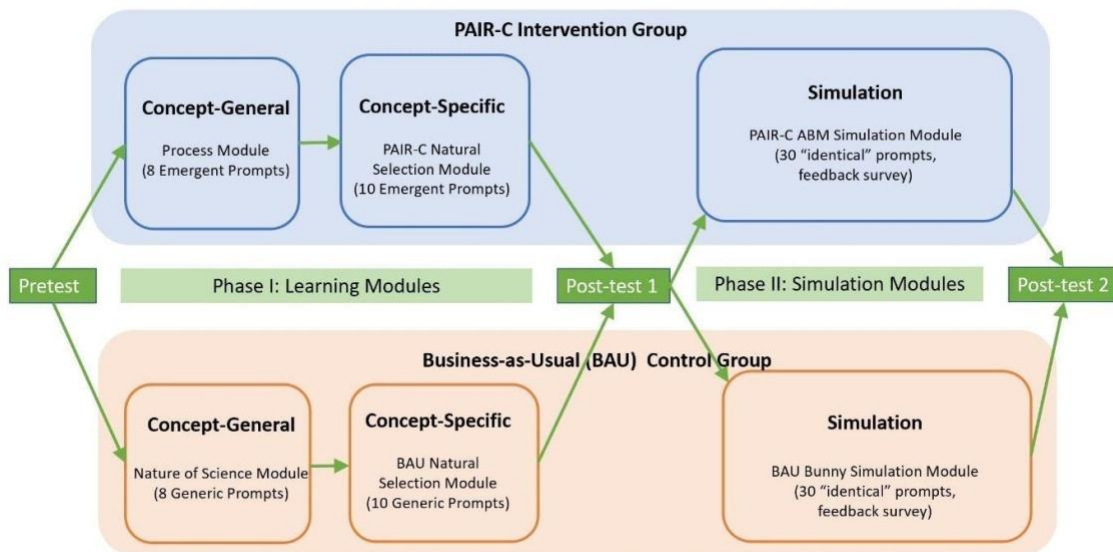 PAIR-C Intervention Group
Concept-General
Process Module
(8 Emergent Prompts)
Concept-Specific
PAIR-C Natural
Selection Module
(10 Emergent Prompts)
Simulation
PAIR-C ABM Simulation Module
(30 “identical” prompts,
feedback survey)
Pretest
Phase I: Learning Modules
Post-test 1
Phase II: Simulation Modules
Post-test 2
Business-as-Usual (BAU) Control Group
Concept-General
Nature of Science Module
(8 Generic Prompts)
Concept-Specific
BAU Natural
Selection Module
(10 Generic Prompts)
Simulation
BAU Bunny Simulation Module
(30 “identical” prompts,
feedback survey)